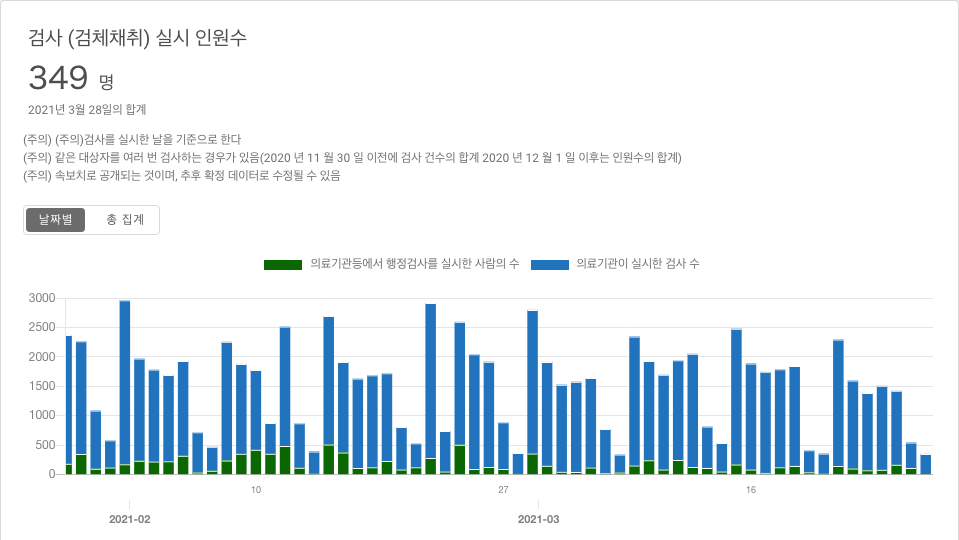 검사 (검체채취) 실시 인원수
349 명
2021년 3월 28일의 합계
(주의) (주의)검사를 실시한 날을 기준으로 한다
(주의) 같은 대상자를 여러 번 검사하는 경우가 있음(2020 년 11 월 30 일 이전에 검사 건수의 합계 2020 년 12 월 1 일 이후는 인원수의 합계)
(주의) 속보치로 공개되는 것이며, 추후 확정 데이터로 수정될 수 있음
날짜별 총 집계
의료기관등에서 행정검사를 실시한 사람의 수 의료기관이 실시한 검사 수
3000
2500
2000
1500
1000
500
0
10 27 16
2021-02 2021-03